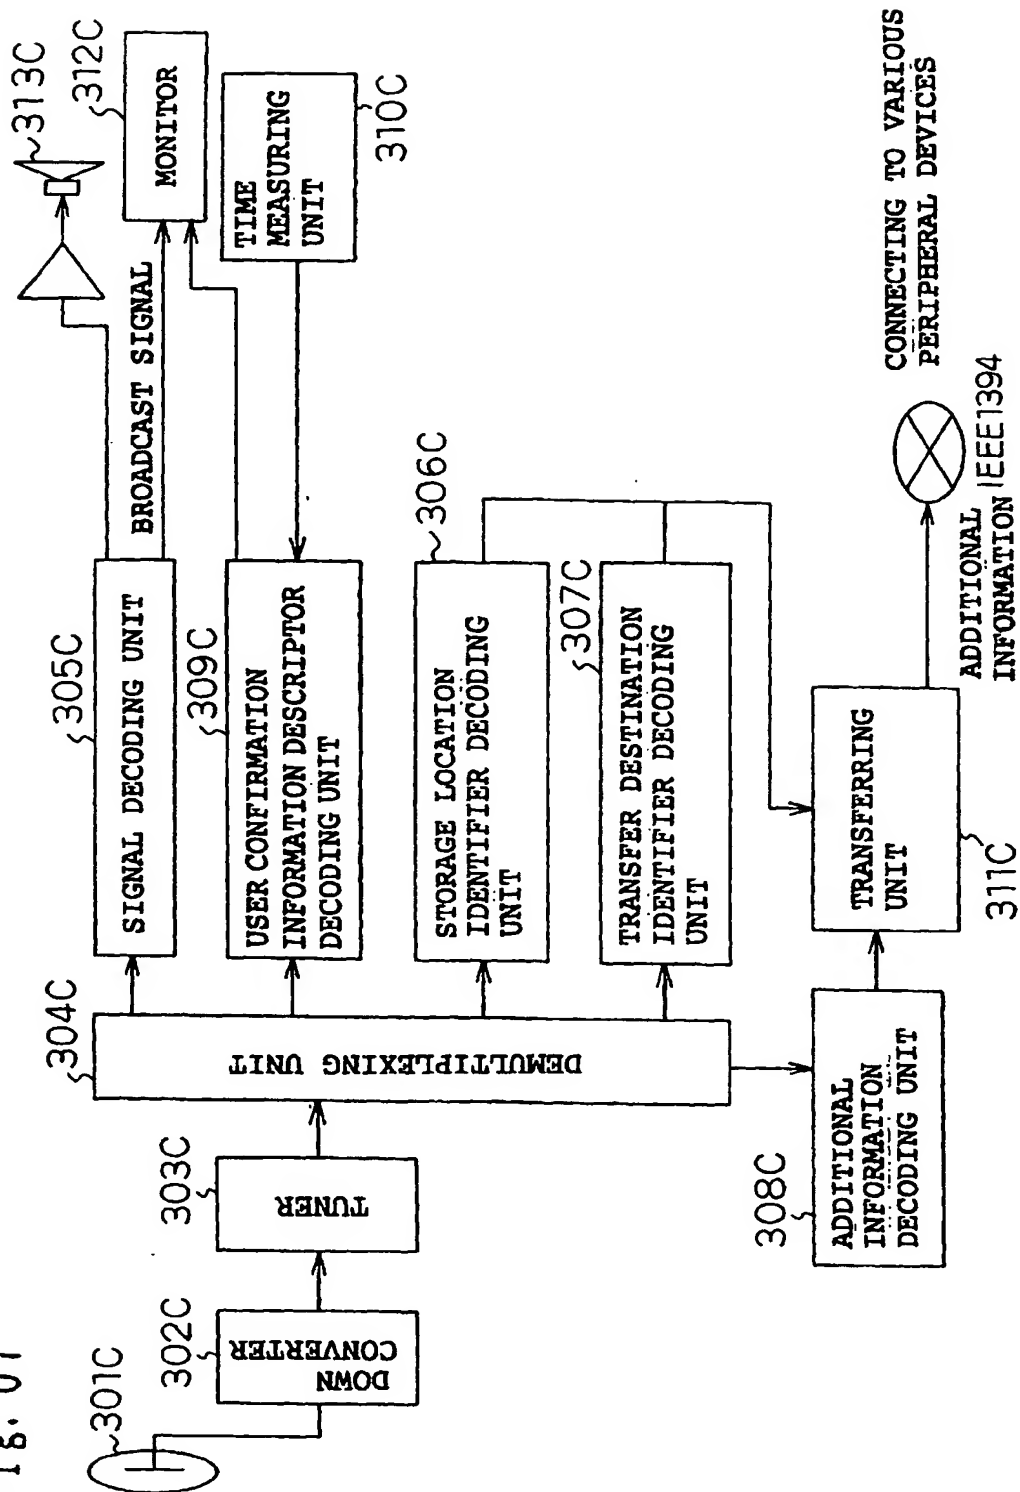 301C
302C
DOWN
CONVERTER
303C
TUNER
304C
DEMULTIPLEXING UNIT
305C
SIGNAL DECODING UNIT
BROADCAST SIGNAL
313C
312C
MONITOR
309C
USER CONFIRMATION
INFORMATION DESCRIPTOR
DECODING UNIT
TIME
MEASURING
UNIT
310C
306C
STORAGE LOCATION
IDENTIFIER DECODING
UNIT
307C
TRANSFER DESTINATION
IDENTIFIER DECODING
UNIT
308C
ADDITIONAL
INFORMATION
DECODING UNIT
TRANSFERRING
UNIT
311C
ADDITIONAL
INFORMATION
IEEE1394
CONNECTING TO VARIOUS
PERIPHERAL DEVICES